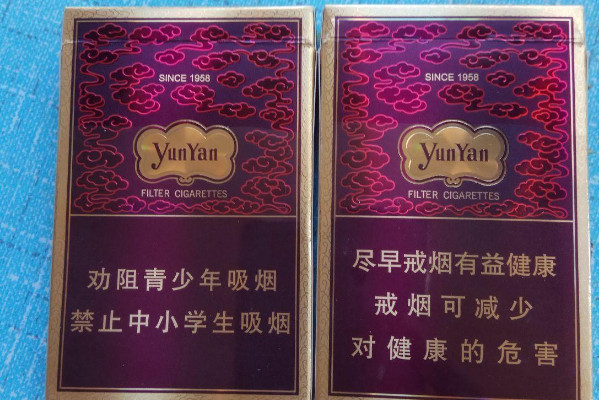 SINCE 1958
YunYan
FILTER CIGARETTES
劝阻青少年吸烟
禁止中小学生吸烟
SINCE 1958
YunYan
FILTER CIGARETTES
尽早戒烟有益健康
戒烟可减少
对健康的危害